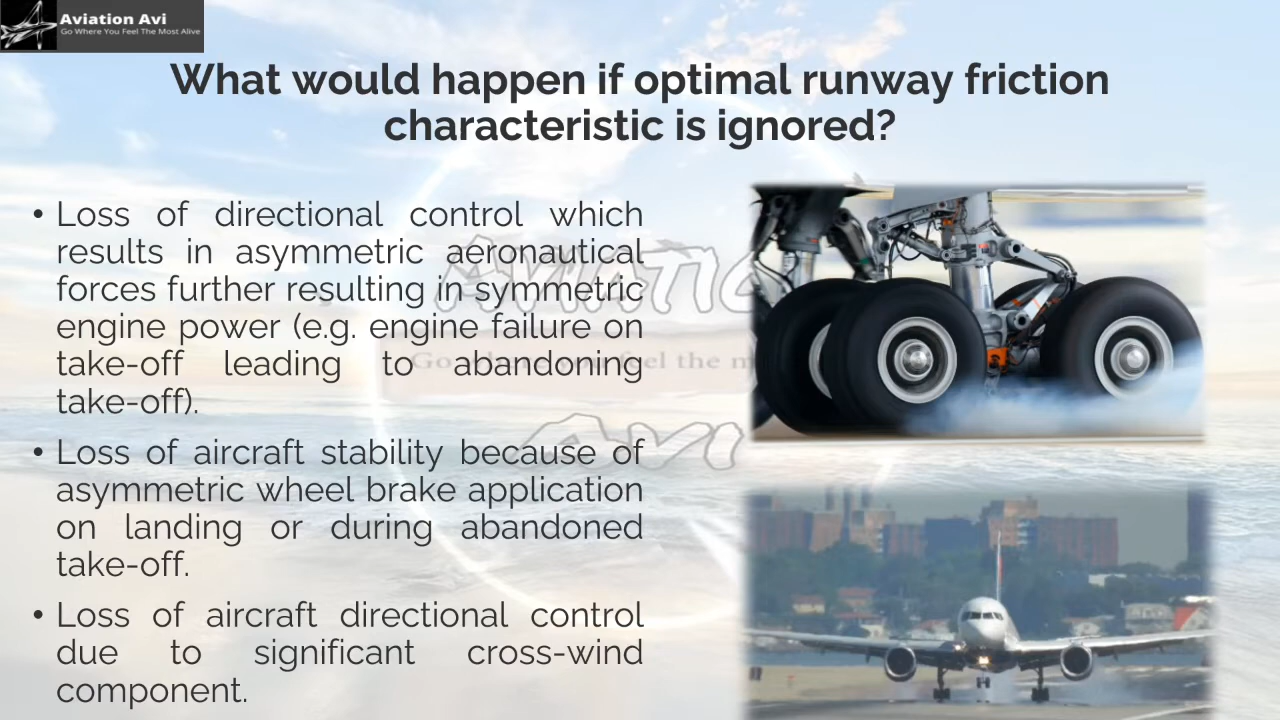 Aviation Avi
Go Where You Feel The Most Alive
What would happen if optimal runway friction
characteristic is ignored?
• Loss of directional control which
results in asymmetric aeronautical
forces further resulting in symmetric
engine power (e.g. engine failure on
take-off leading to abandoning
take-off).
• Loss of aircraft stability because of
asymmetric wheel brake application
on landing or during abandoned
take-off.
• Loss of aircraft directional control
due to significant cross-wind
component.